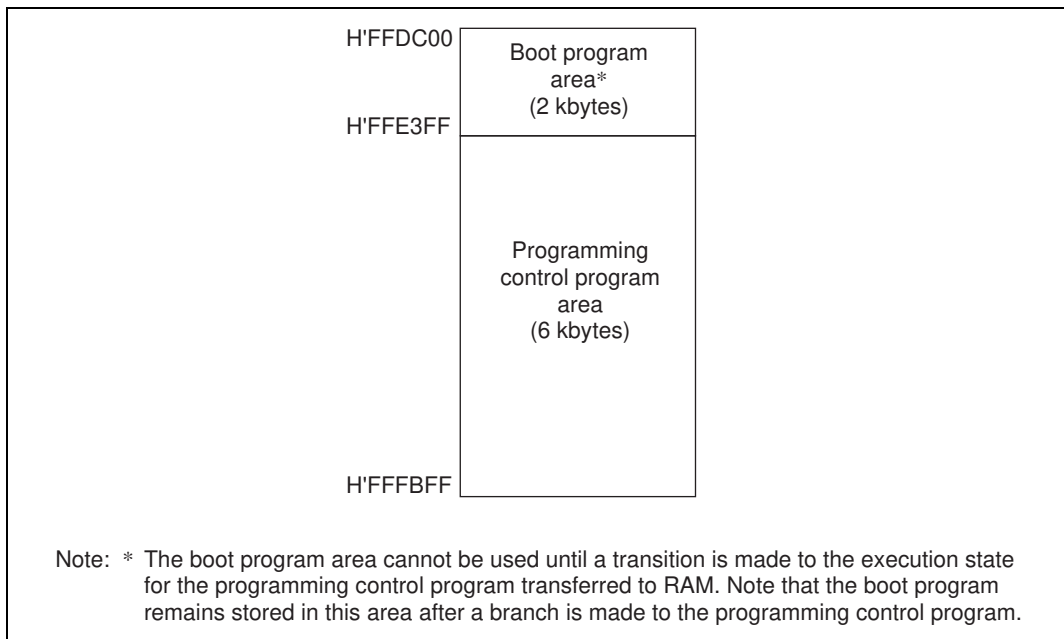 H'FFDC00
Boot program
area*
(2 kbytes)
H'FFE3FF
Programming
control program
area
(6 kbytes)
H'FFFBFF
Note: * The boot program area cannot be used until a transition is made to the execution state
for the programming control program transferred to RAM. Note that the boot program
remains stored in this area after a branch is made to the programming control program.